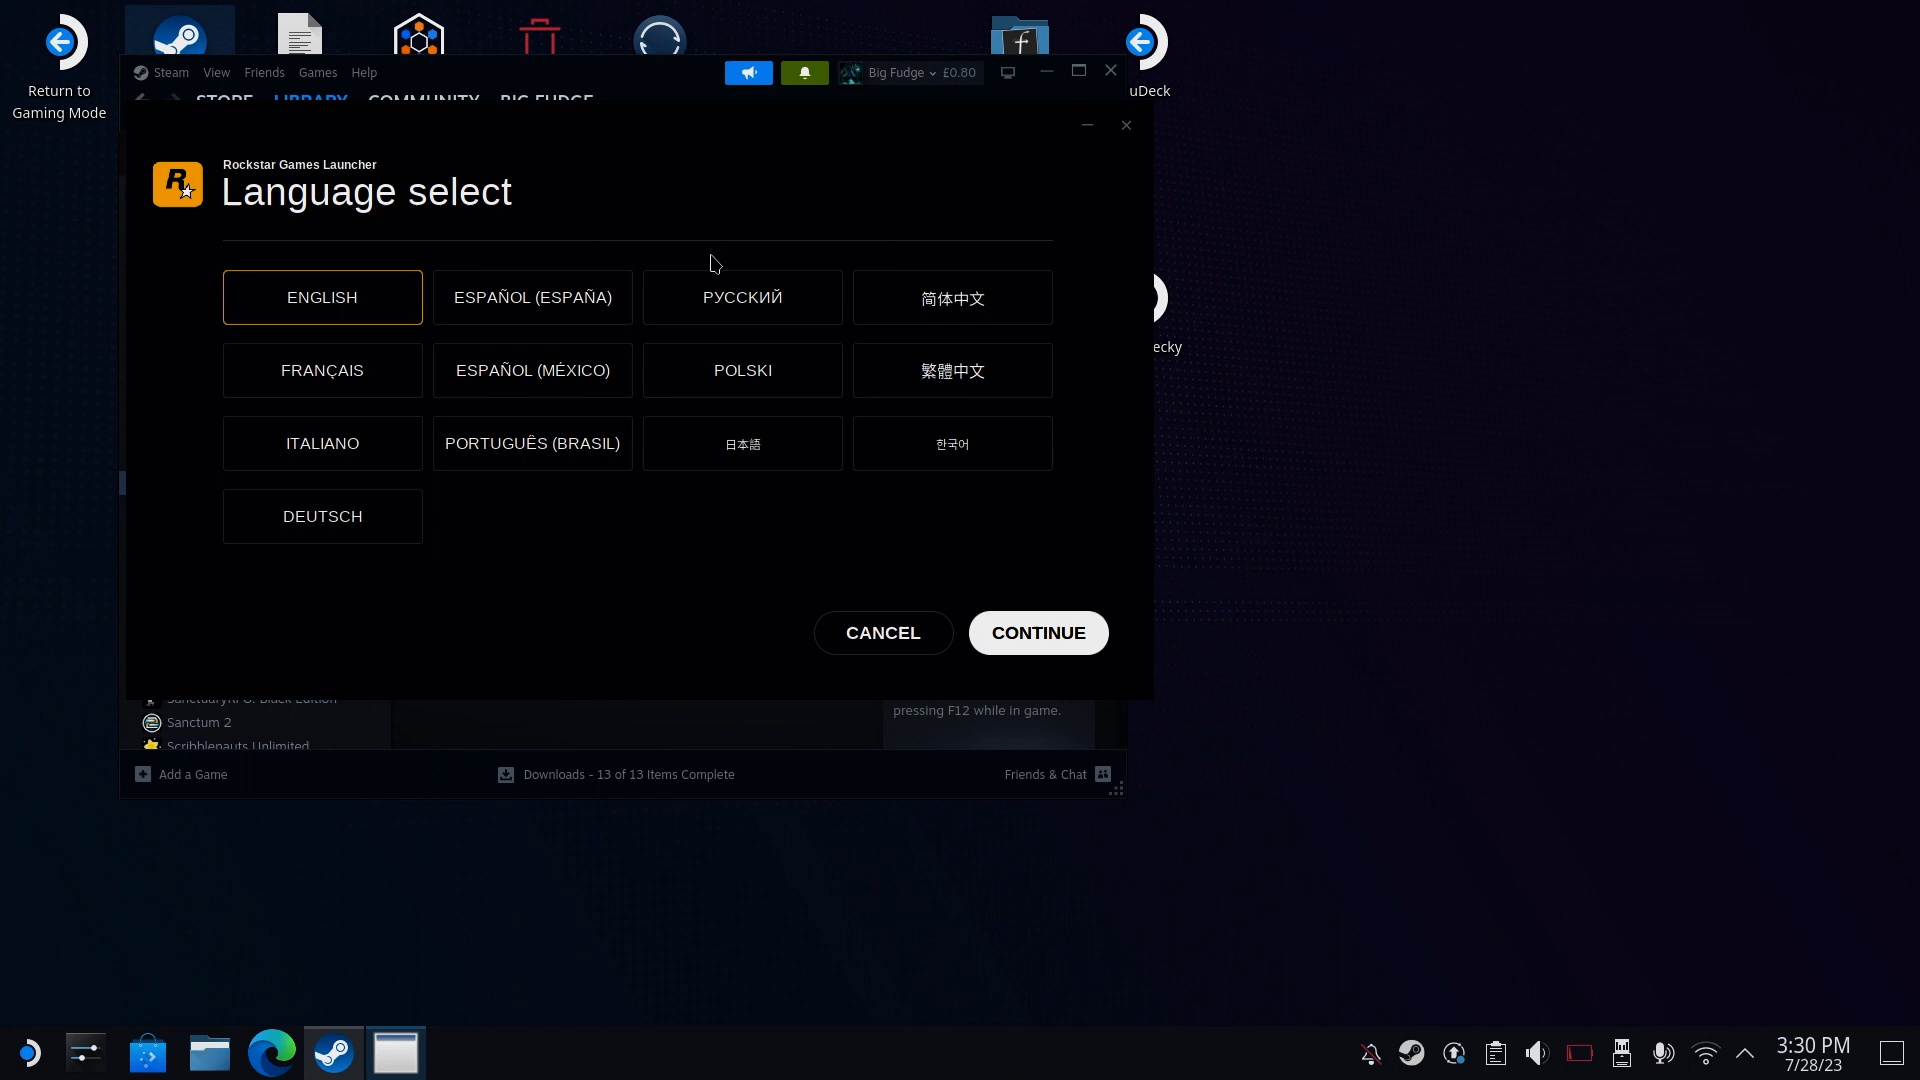 Return to
Gaming Mode
uDeck
ecky
Steam View Friends Games Help
Big Fudge £0.80
STORE LIBRARY COMMUNITY BIG FUDGE
Rockstar Games Launcher
Language select
ENGLISH ESPAÑOL (ESPAÑA) РУССКИЙ 简体中文
FRANÇAIS ESPAÑOL (MÉXICO) POLSKI 繁體中文
ITALIANO PORTUGUÊS (BRASIL) 日本語 한국어
DEUTSCH
CANCEL CONTINUE
SanctuaryRPG: Black Edition
pressing F12 while in game.
Sanctum 2
Scribblenauts Unlimited
Add a Game Downloads - 13 of 13 Items Complete Friends & Chat
3:30 PM
7/28/23